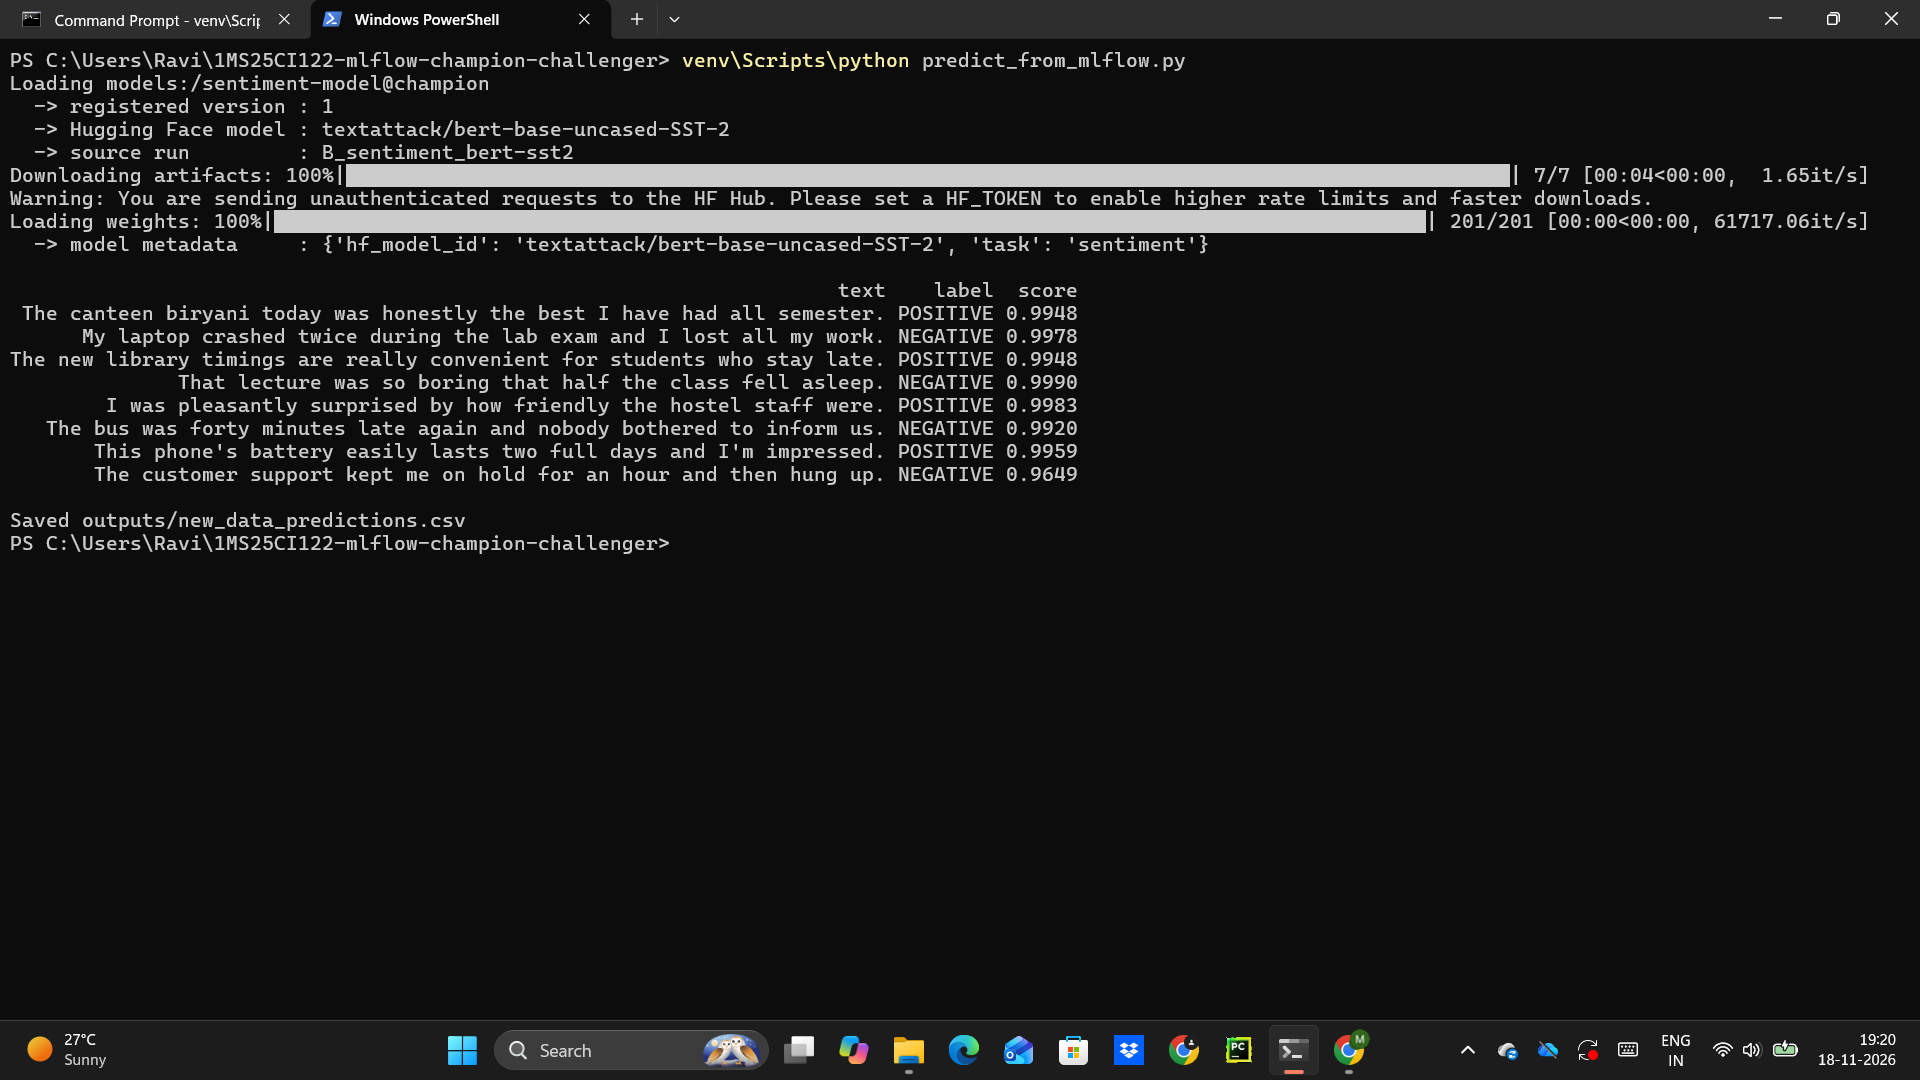 Command Prompt - venv\Scrip
Windows PowerShell
PS C:\Users\Ravi\1MS25CI122-mlflow-champion-challenger> venv\Scripts\python predict_from_mlflow.py
Loading models:/sentiment-model@champion
  -> registered version : 1
  -> Hugging Face model : textattack/bert-base-uncased-SST-2
  -> source run         : B_sentiment_bert-sst2
Downloading artifacts: 100%| | 7/7 [00:04<00:00,  1.65it/s]
Warning: You are sending unauthenticated requests to the HF Hub. Please set a HF_TOKEN to enable higher rate limits and faster downloads.
Loading weights: 100%| | 201/201 [00:00<00:00, 61717.06it/s]
  -> model metadata     : {'hf_model_id': 'textattack/bert-base-uncased-SST-2', 'task': 'sentiment'}
text    label  score
The canteen biryani today was honestly the best I have had all semester. POSITIVE 0.9948
My laptop crashed twice during the lab exam and I lost all my work. NEGATIVE 0.9978
The new library timings are really convenient for students who stay late. POSITIVE 0.9948
That lecture was so boring that half the class fell asleep. NEGATIVE 0.9990
I was pleasantly surprised by how friendly the hostel staff were. POSITIVE 0.9983
The bus was forty minutes late again and nobody bothered to inform us. NEGATIVE 0.9920
This phone's battery easily lasts two full days and I'm impressed. POSITIVE 0.9959
The customer support kept me on hold for an hour and then hung up. NEGATIVE 0.9649
Saved outputs/new_data_predictions.csv
PS C:\Users\Ravi\1MS25CI122-mlflow-champion-challenger>
27°C
Sunny
Search
PC
M
ENG
IN
19:20
18-11-2026